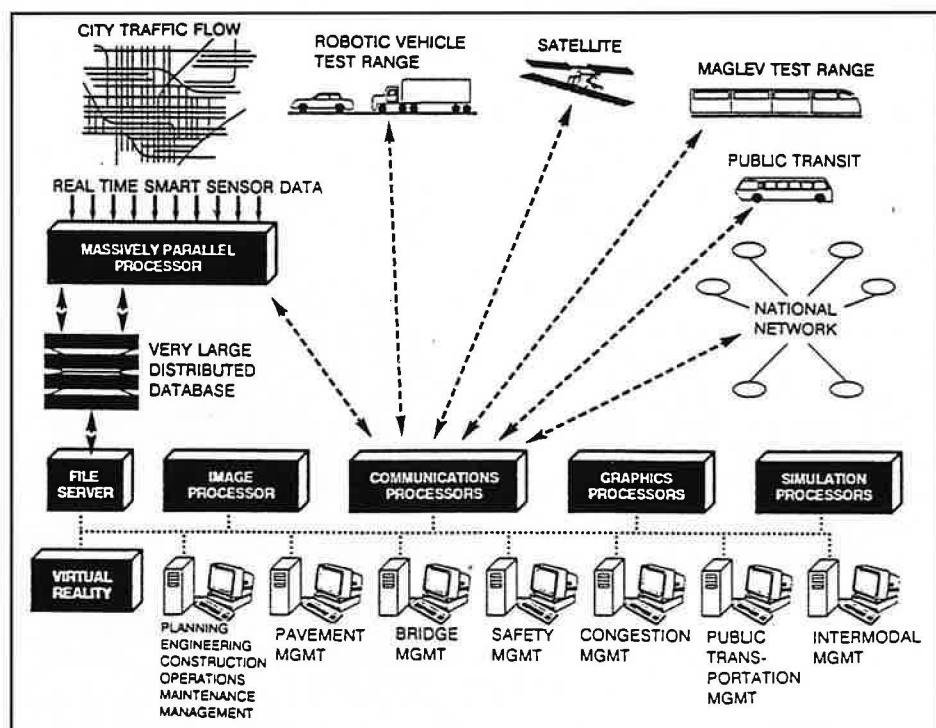 CITY TRAFFIC FLOW
ROBOTIC VEHICLE
TEST RANGE
SATELLITE
MAGLEV TEST RANGE
PUBLIC TRANSIT
REAL TIME SMART SENSOR DATA
MASSIVELY PARALLEL
PROCESSOR
NATIONAL
NETWORK
VERY LARGE
DISTRIBUTED
DATABASE
FILE
SERVER
IMAGE
PROCESSOR
COMMUNICATIONS
PROCESSORS
GRAPHICS
PROCESSORS
SIMULATION
PROCESSORS
VIRTUAL
REALITY
PLANNING
ENGINEERING
CONSTRUCTION
OPERATIONS
MAINTENANCE
MANAGEMENT
PAVEMENT
MGMT
BRIDGE
MGMT
SAFETY
MGMT
CONGESTION
MGMT
PUBLIC
TRANS-
PORTATION
MGMT
INTERMODAL
MGMT